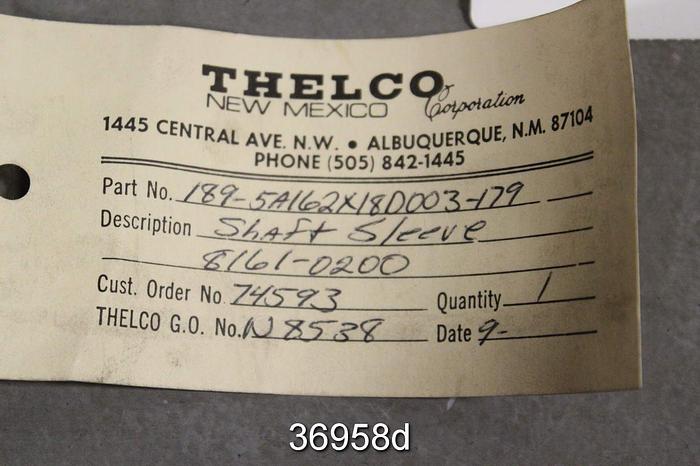 THELCO
NEW MEXICO Corporation
1445 CENTRAL AVE. N.W. • ALBUQUERQUE, N.M. 87104
PHONE (505) 842-1445
Part No. 189-5A162X18D003-179
Description Shaft Sleeve
8161-0200
Cust. Order No. 74593 Quantity 1
THELCO G.O. No. N8538 Date 9-
36958d